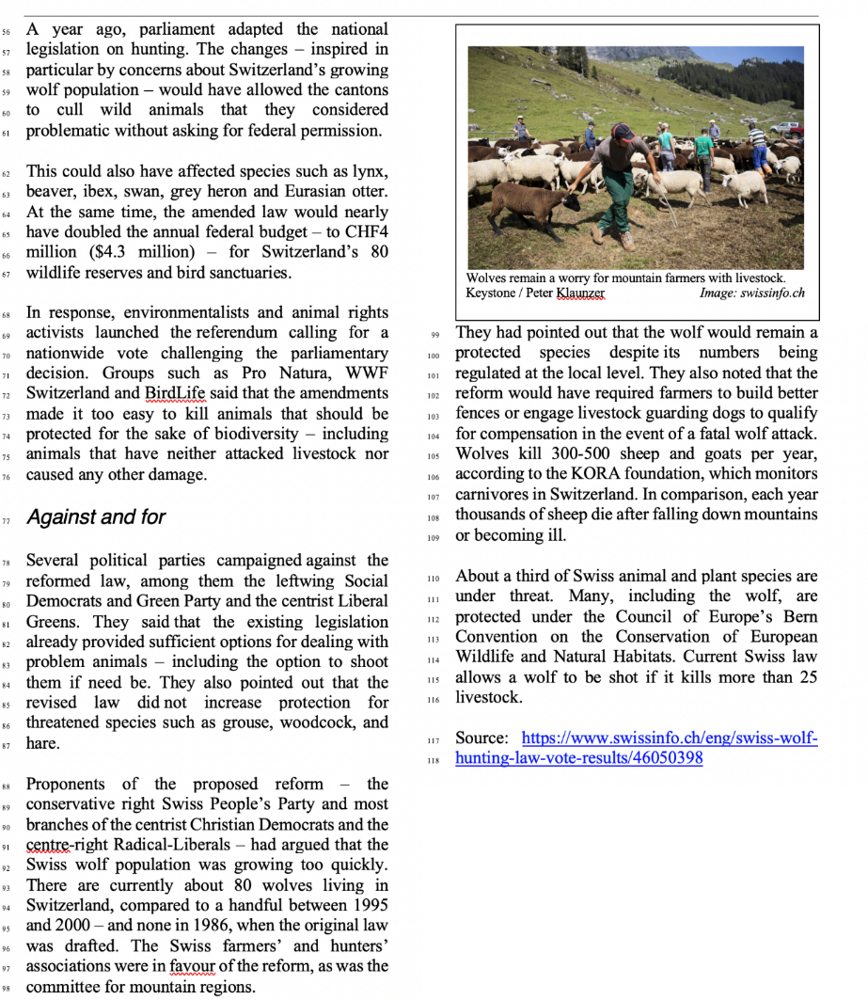 56 A year ago, parliament adapted the national
57 legislation on hunting. The changes – inspired in
58 particular by concerns about Switzerland's growing
59 wolf population – would have allowed the cantons
60 to cull wild animals that they considered
61 problematic without asking for federal permission.
62 This could also have affected species such as lynx,
63 beaver, ibex, swan, grey heron and Eurasian otter.
64 At the same time, the amended law would nearly
65 have doubled the annual federal budget – to CHF4
66 million ($4.3 million) – for Switzerland's 80
67 wildlife reserves and bird sanctuaries.
68 In response, environmentalists and animal rights
69 activists launched the referendum calling for a
70 nationwide vote challenging the parliamentary
71 decision. Groups such as Pro Natura, WWF
72 Switzerland and BirdLife said that the amendments
73 made it too easy to kill animals that should be
74 protected for the sake of biodiversity – including
75 animals that have neither attacked livestock nor
76 caused any other damage.
77 Against and for
78 Several political parties campaigned against the
79 reformed law, among them the leftwing Social
80 Democrats and Green Party and the centrist Liberal
81 Greens. They said that the existing legislation
82 already provided sufficient options for dealing with
83 problem animals – including the option to shoot
84 them if need be. They also pointed out that the
85 revised law did not increase protection for
86 threatened species such as grouse, woodcock, and
87 hare.
88 Proponents of the proposed reform – the
89 conservative right Swiss People's Party and most
90 branches of the centrist Christian Democrats and the
91 centre-right Radical-Liberals – had argued that the
92 Swiss wolf population was growing too quickly.
93 There are currently about 80 wolves living in
94 Switzerland, compared to a handful between 1995
95 and 2000 – and none in 1986, when the original law
96 was drafted. The Swiss farmers' and hunters'
97 associations were in favour of the reform, as was the
98 committee for mountain regions.
Wolves remain a worry for mountain farmers with livestock.
Keystone / Peter Klaunzer Image: swissinfo.ch
99 They had pointed out that the wolf would remain a
100 protected species despite its numbers being
101 regulated at the local level. They also noted that the
102 reform would have required farmers to build better
103 fences or engage livestock guarding dogs to qualify
104 for compensation in the event of a fatal wolf attack.
105 Wolves kill 300-500 sheep and goats per year,
106 according to the KORA foundation, which monitors
107 carnivores in Switzerland. In comparison, each year
108 thousands of sheep die after falling down mountains
109 or becoming ill.
110 About a third of Swiss animal and plant species are
111 under threat. Many, including the wolf, are
112 protected under the Council of Europe's Bern
113 Convention on the Conservation of European
114 Wildlife and Natural Habitats. Current Swiss law
115 allows a wolf to be shot if it kills more than 25
116 livestock.
117 Source: https://www.swissinfo.ch/eng/swiss-wolf-
118 hunting-law-vote-results/46050398